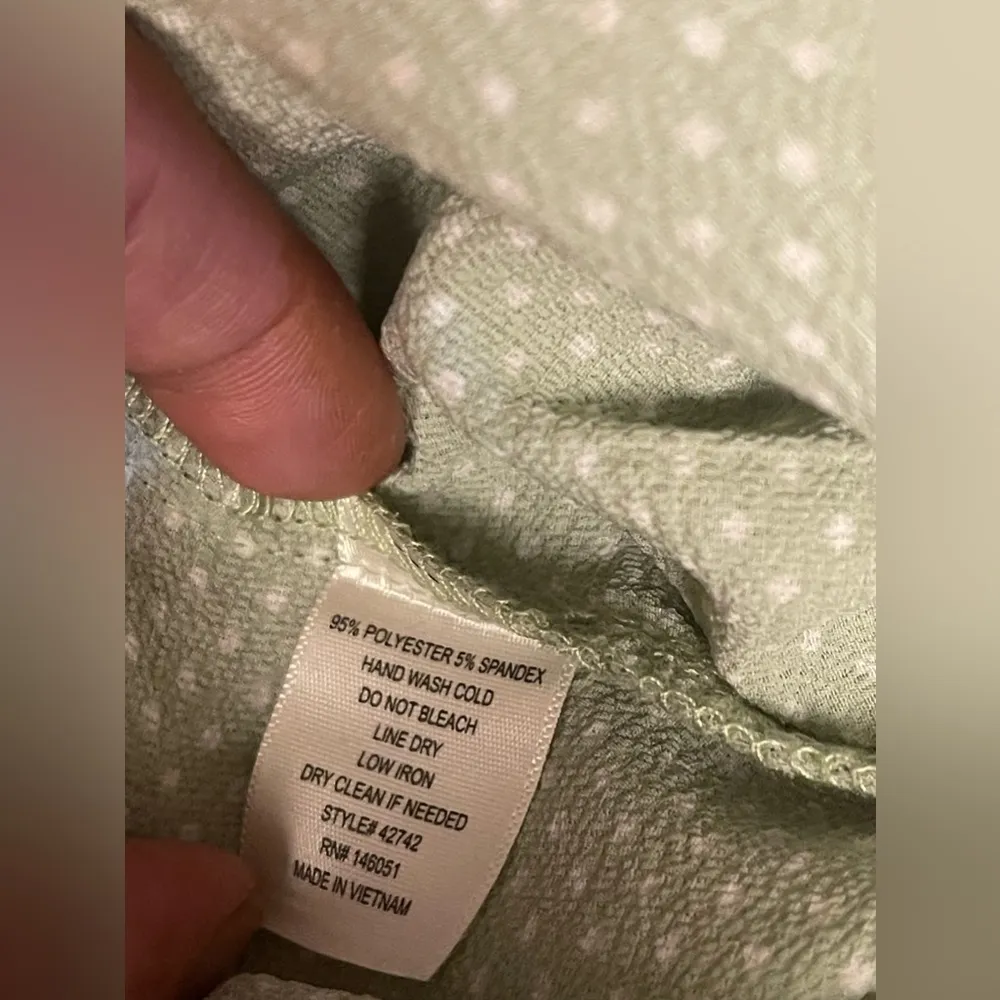 95% POLYESTER 5% SPANDEX
HAND WASH COLD
DO NOT BLEACH
LINE DRY
LOW IRON
DRY CLEAN IF NEEDED
STYLE# 42742
RN# 146051
MADE IN VIETNAM